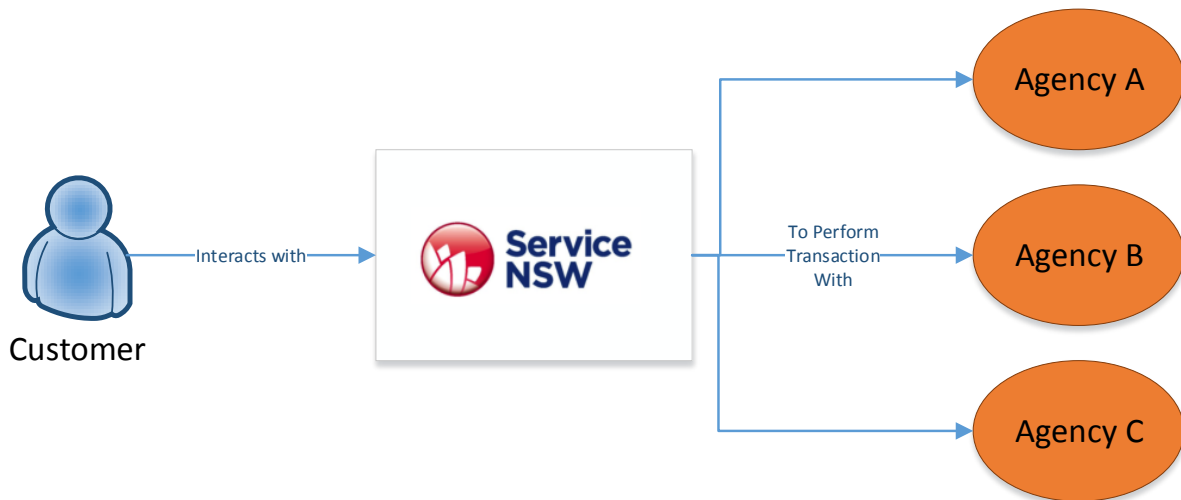 Agency A
Customer
Interacts with
Service
NSW
To Perform
Transaction
With
Agency B
Agency C